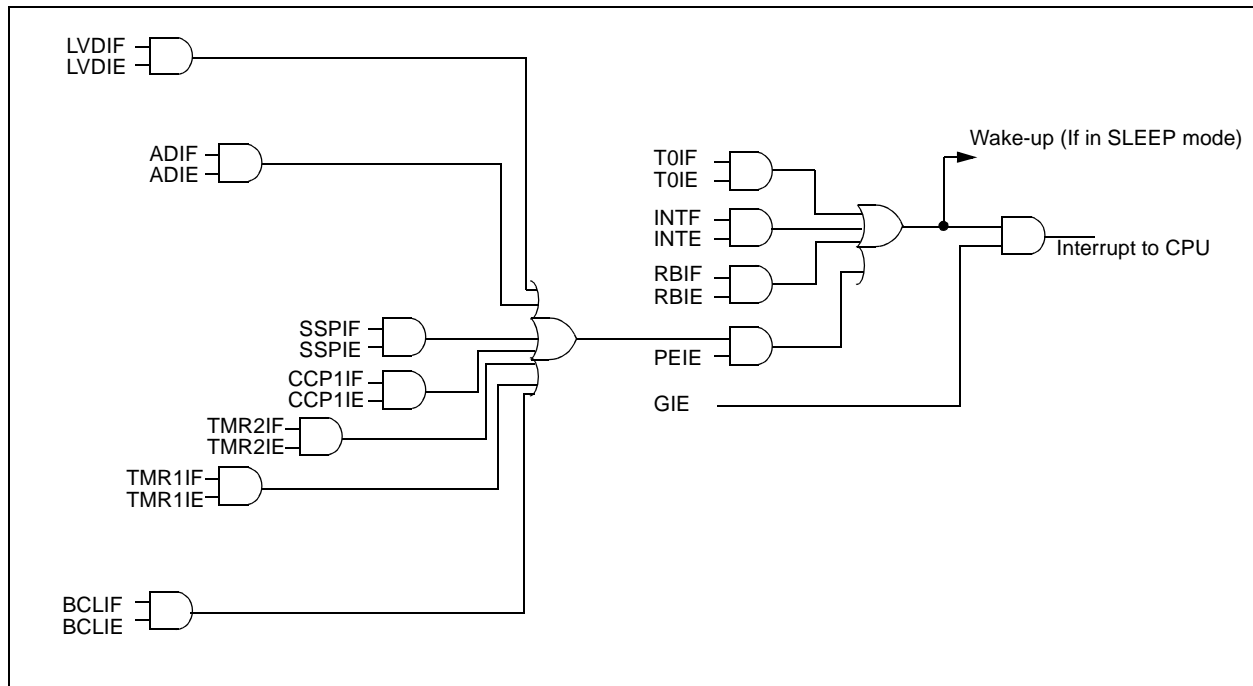 LVDIF
LVDIE
ADIF
ADIE
SSPIF
SSPIE
CCP1IF
CCP1IE
TMR2IF
TMR2IE
TMR1IF
TMR1IE
BCLIF
BCLIE
T0IF
T0IE
INTF
INTE
RBIF
RBIE
PEIE
GIE
Wake-up (If in SLEEP mode)
Interrupt to CPU